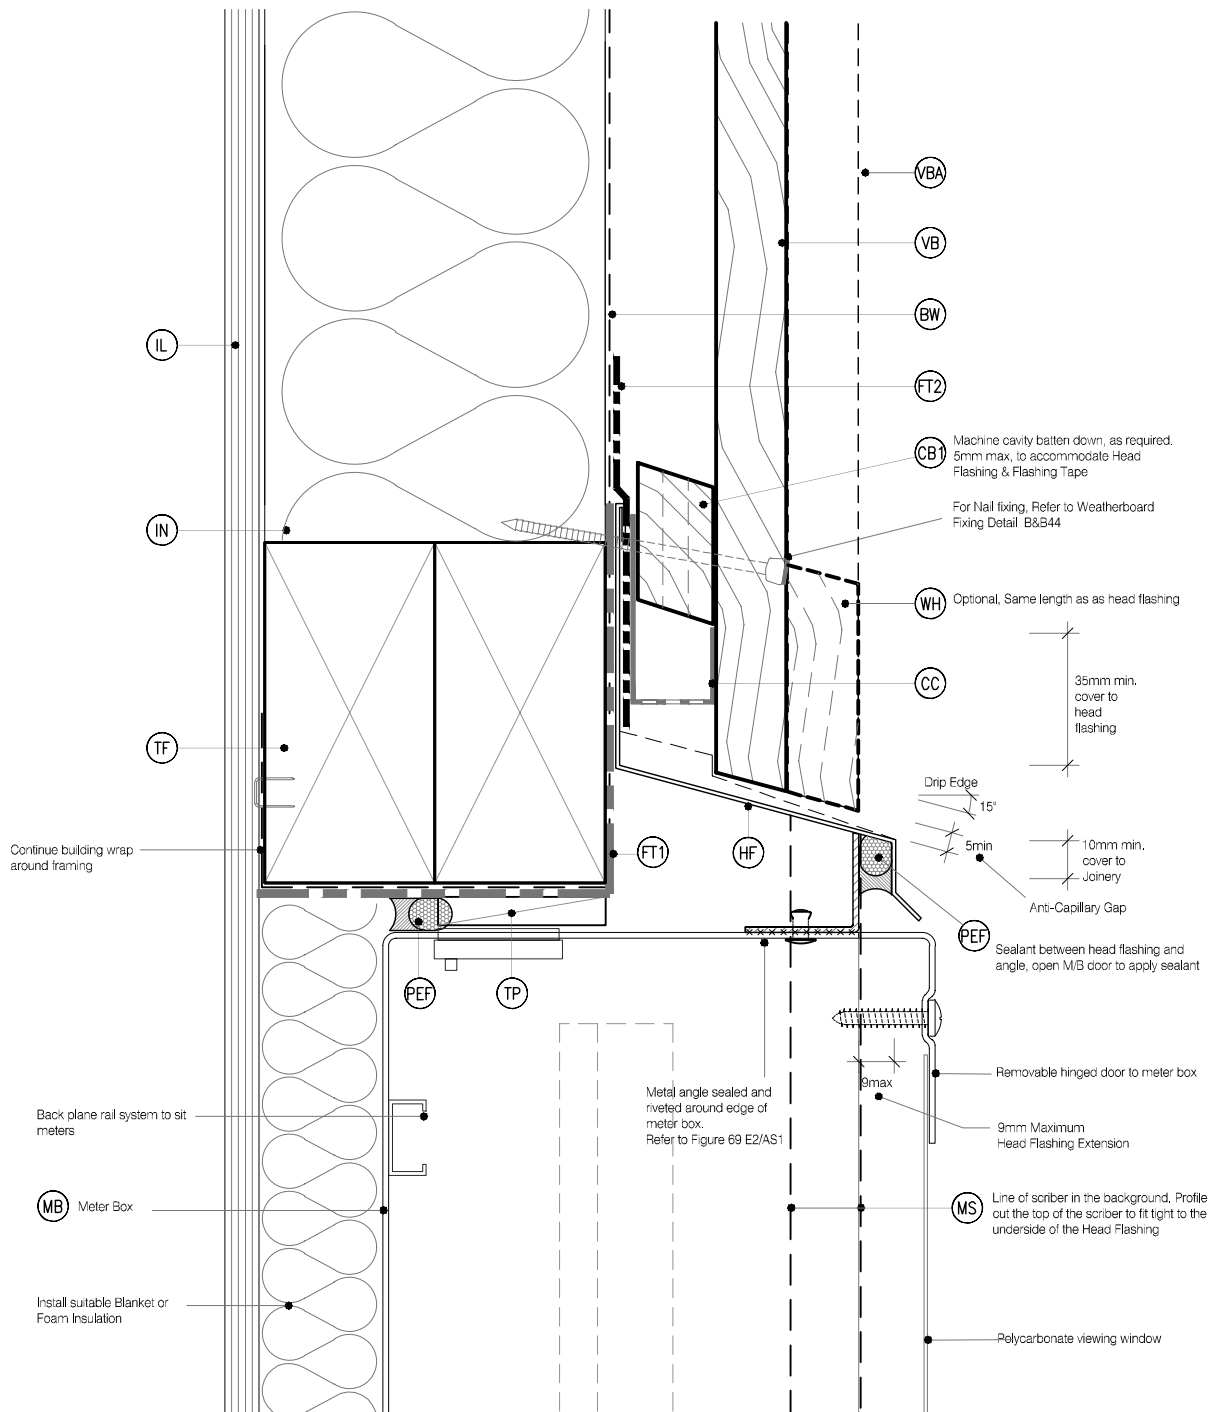 VBA
VB
BW
IL
FT2
CB1
Machine cavity batten down, as required.
5mm max, to accommodate Head
Flashing & Flashing Tape
For Nail fixing, Refer to Weatherboard
Fixing Detail B&B44
IN
WH
Optional, Same length as as head flashing
CC
35mm min.
cover to
head
flashing
TF
Drip Edge
15°
5min
10mm min.
cover to
Joinery
Continue building wrap
around framing
FT1
HF
Anti-Capillary Gap
PEF
Sealant between head flashing and
angle, open M/B door to apply sealant
PEF
TP
9max
Removable hinged door to meter box
Metal angle sealed and
riveted around edge of
meter box.
Refer to Figure 69 E2/AS1
Back plane rail system to sit
meters
9mm Maximum
Head Flashing Extension
MB
Meter Box
MS
Line of scriber in the background, Profile
cut the top of the scriber to fit tight to the
underside of the Head Flashing
Install suitable Blanket or
Foam Insulation
Polycarbonate viewing window